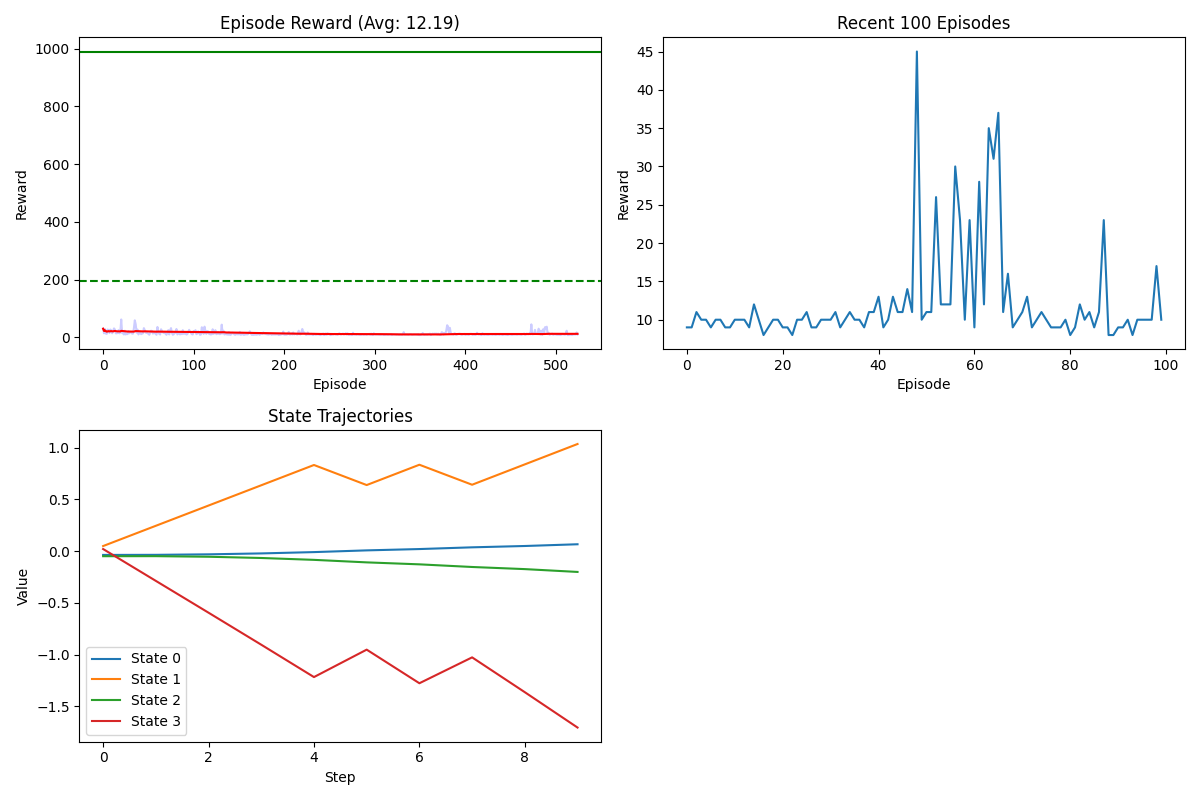 Episode Reward (Avg: 12.19)
1000
800
600
400
200
0
Reward
0 100 200 300 400 500
Episode
Recent 100 Episodes
45
40
35
30
25
20
15
10
Reward
0 20 40 60 80 100
Episode
State Trajectories
1.0
0.5
0.0
−0.5
−1.0
−1.5
Value
State 0
State 1
State 2
State 3
0 2 4 6 8
Step